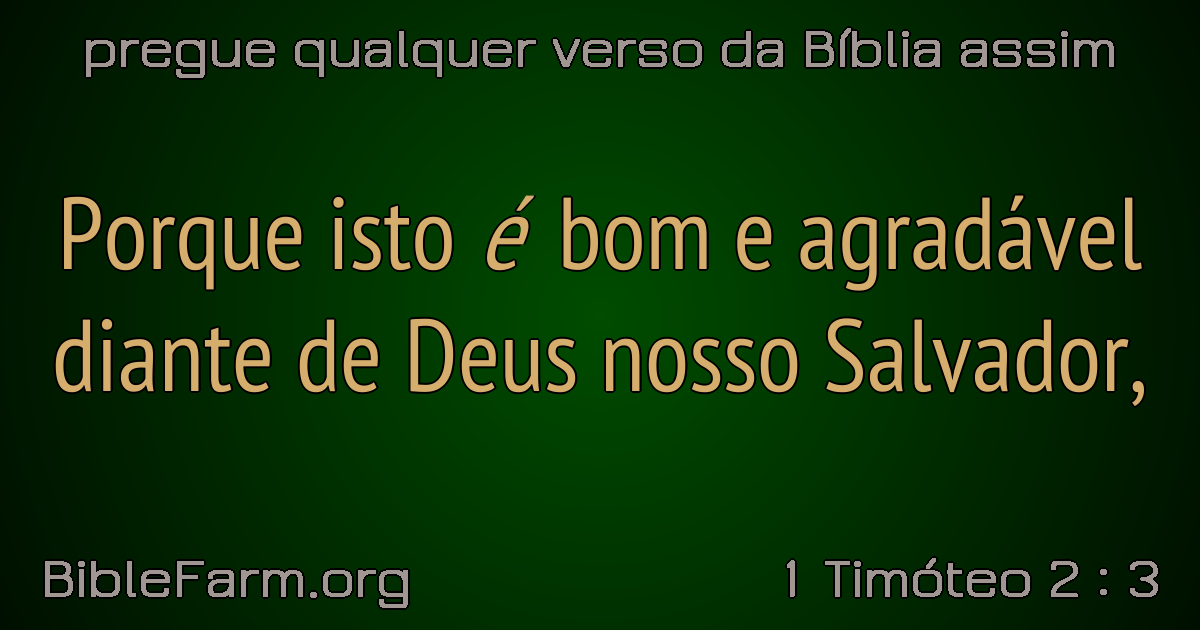 pregue qualquer verso da Bíblia assim
Porque isto é bom e agradável
diante de Deus nosso Salvador,
BibleFarm.org
1 Timóteo 2 : 3